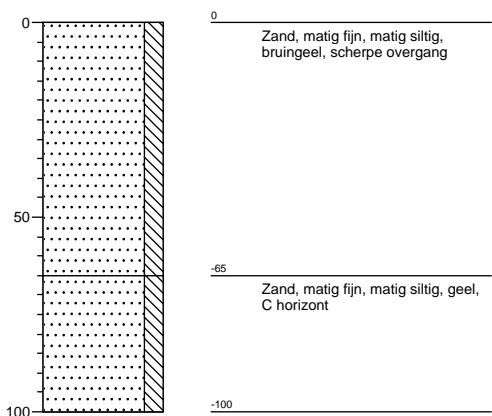 0
0
Zand, matig fijn, matig siltig,
bruingeel, scherpe overgang
50
-65
Zand, matig fijn, matig siltig, geel,
C horizont
100
-100